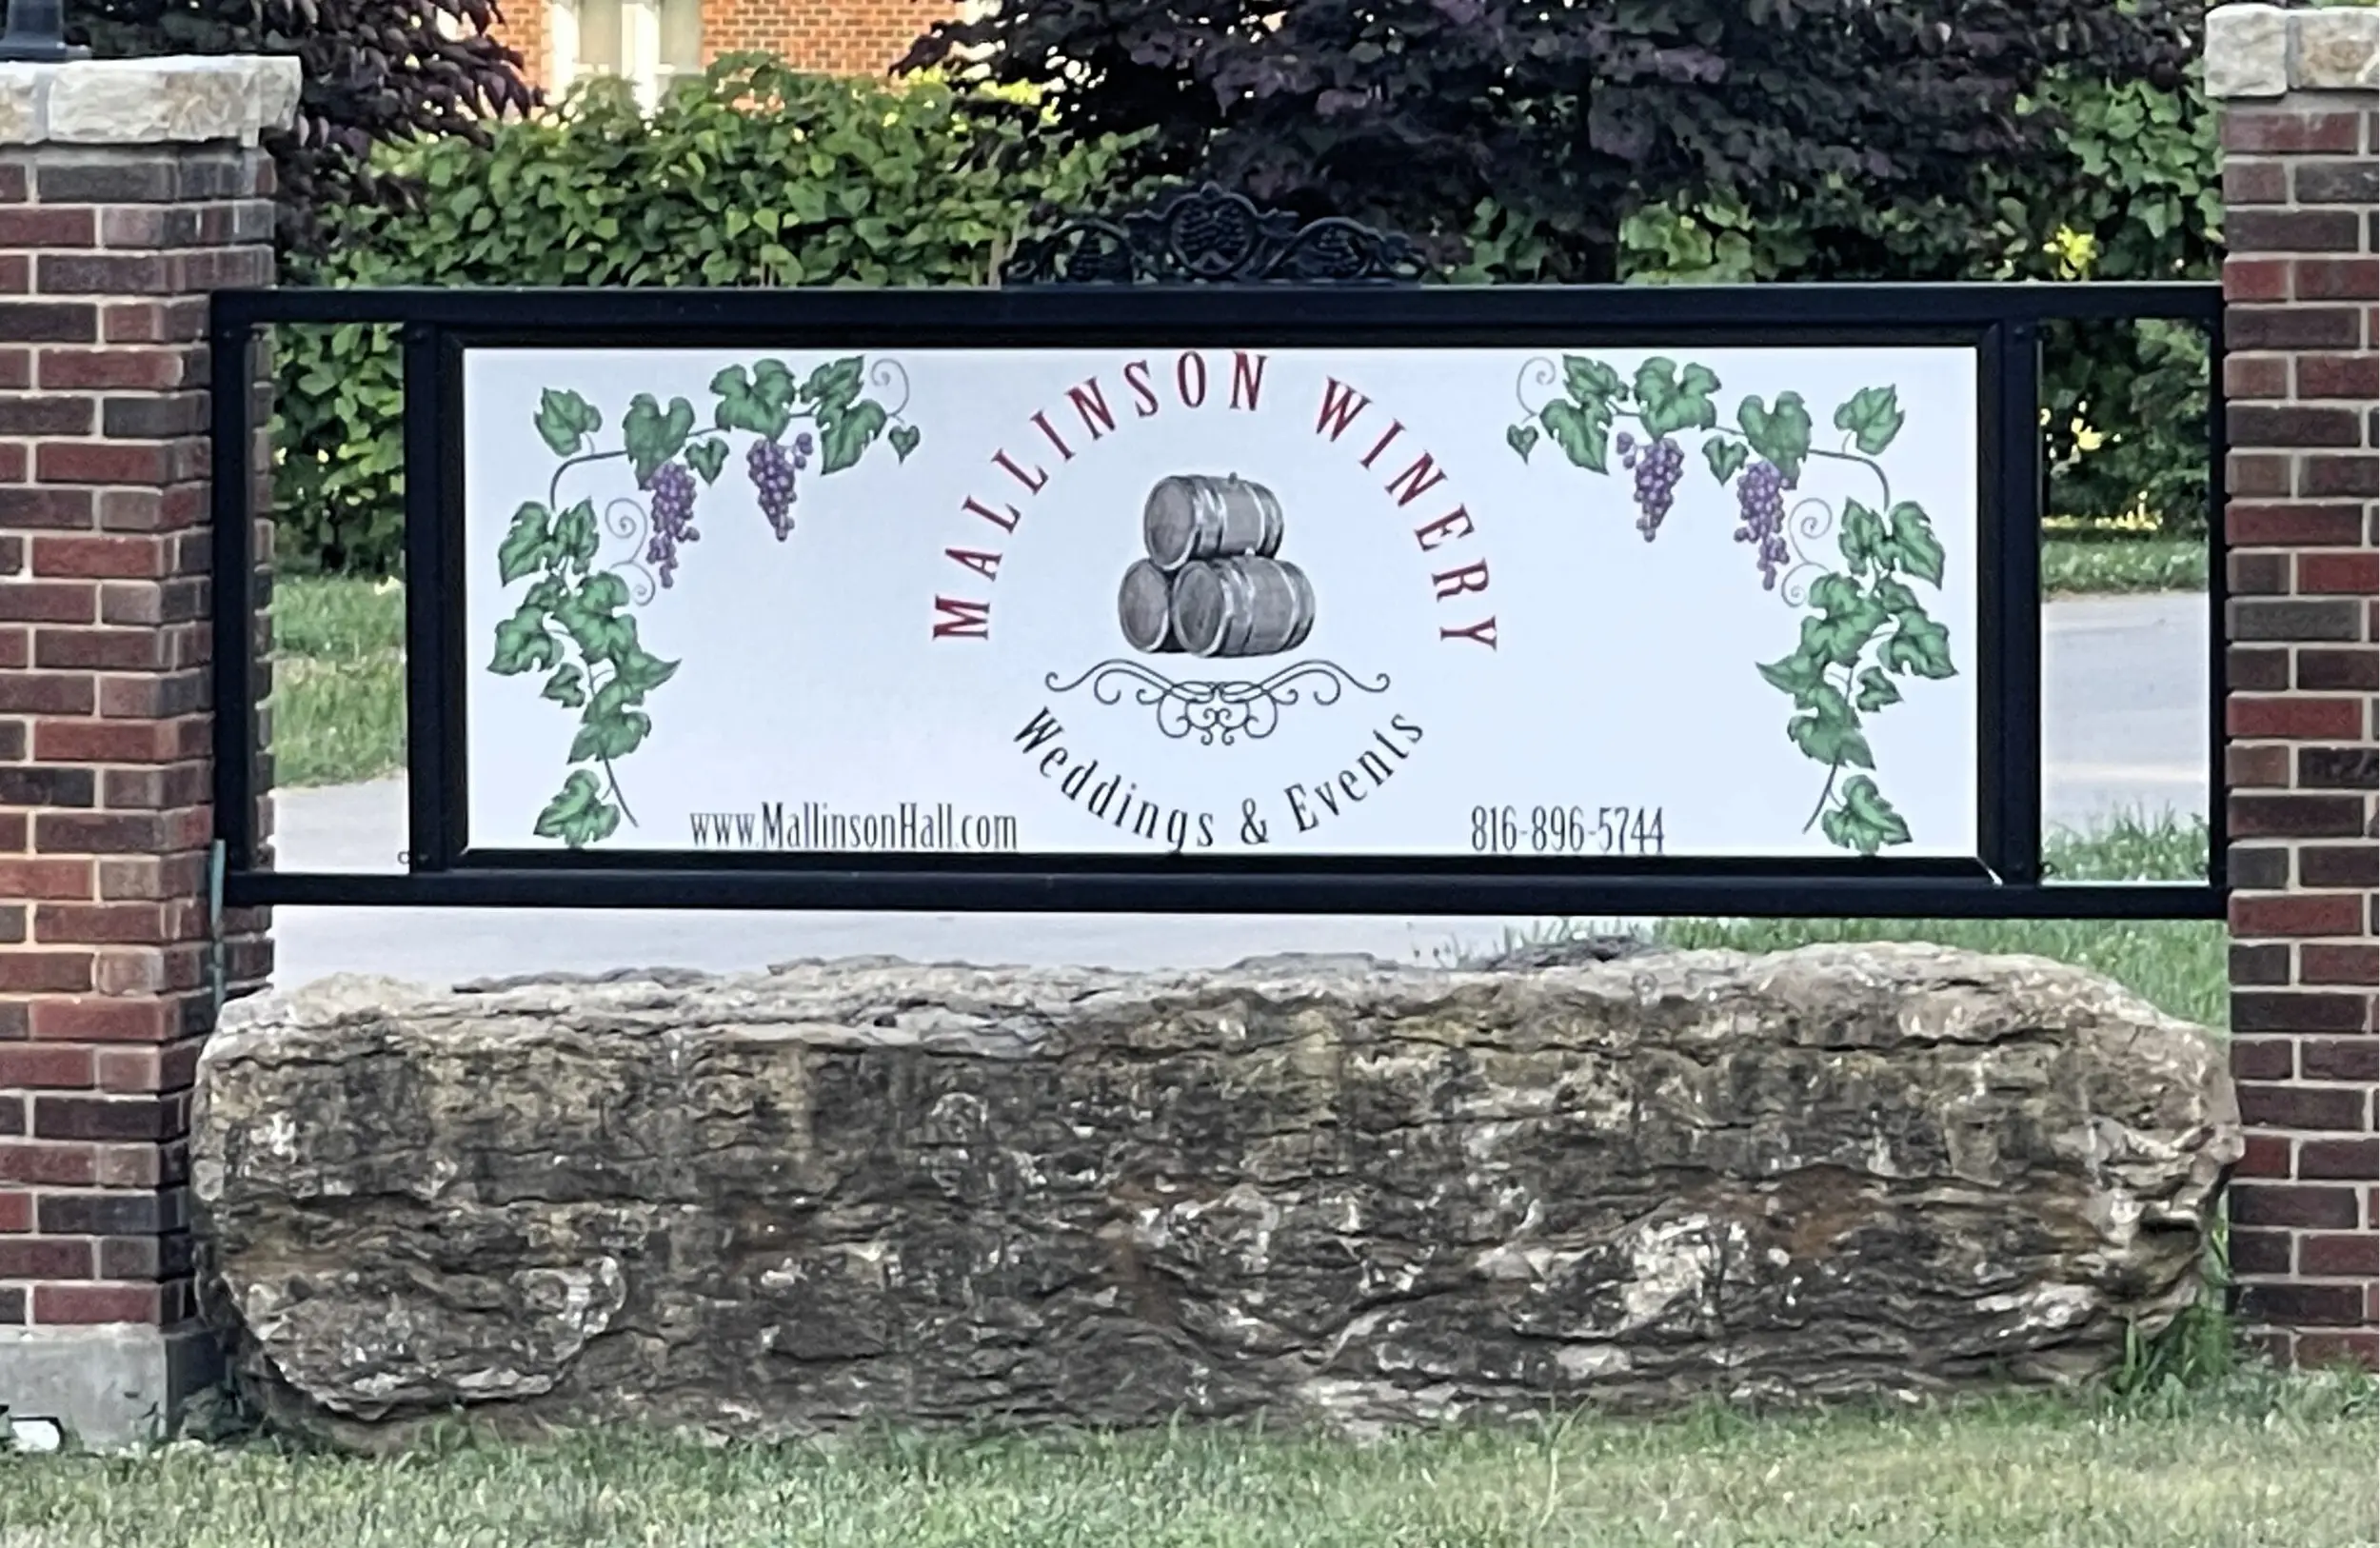 MALLINSON WINERY
Weddings & Events
www.MallinsonHall.com
816-896-5744